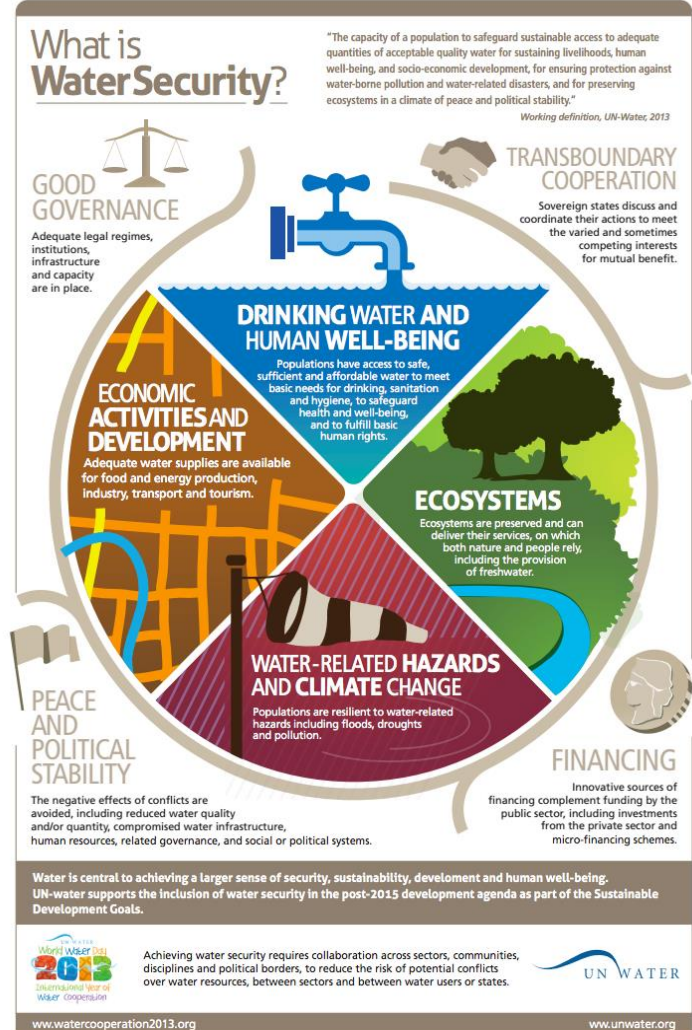 What is
Water Security?
"The capacity of a population to safeguard sustainable access to adequate
quantities of acceptable quality water for sustaining livelihoods, human
well-being, and socio-economic development, for ensuring protection against
water-borne pollution and water-related disasters, and for preserving
ecosystems in a climate of peace and political stability."
Working definition, UN-Water, 2013
GOOD
GOVERNANCE
Adequate legal regimes,
institutions,
infrastructure
and capacity
are in place.
TRANSBOUNDARY
COOPERATION
Sovereign states discuss and
coordinate their actions to meet
the varied and sometimes
competing interests
for mutual benefit.
DRINKING WATER AND
HUMAN WELL-BEING
Populations have access to safe,
sufficient and affordable water to meet
basic needs for drinking, sanitation
and hygiene, to safeguard
health and well-being,
and to fulfill basic
human rights.
ECONOMIC
ACTIVITIES AND
DEVELOPMENT
Adequate water supplies are available
for food and energy production,
industry, transport and tourism.
ECOSYSTEMS
Ecosystems are preserved and can
deliver their services, on which
both nature and people rely,
including the provision
of freshwater.
WATER-RELATED HAZARDS
AND CLIMATE CHANGE
Populations are resilient to water-related
hazards including floods, droughts
and pollution.
PEACE
AND
POLITICAL
STABILITY
The negative effects of conflicts are
avoided, including reduced water quality
and/or quantity, compromised water infrastructure,
human resources, related governance, and social or political systems.
FINANCING
Innovative sources of
financing complement funding by the
public sector, including investments
from the private sector and
micro-financing schemes.
Water is central to achieving a larger sense of security, sustainability, develoment and human well-being.
UN-water supports the inclusion of water security in the post-2015 development agenda as part of the Sustainable
Development Goals.
UN WATER
World Water Day
2013
International Year of
Water Cooperation
Achieving water security requires collaboration across sectors, communities,
disciplines and political borders, to reduce the risk of potential conflicts
over water resources, between sectors and between water users or states.
UN WATER
www.watercooperation2013.org
ww.unwater.org